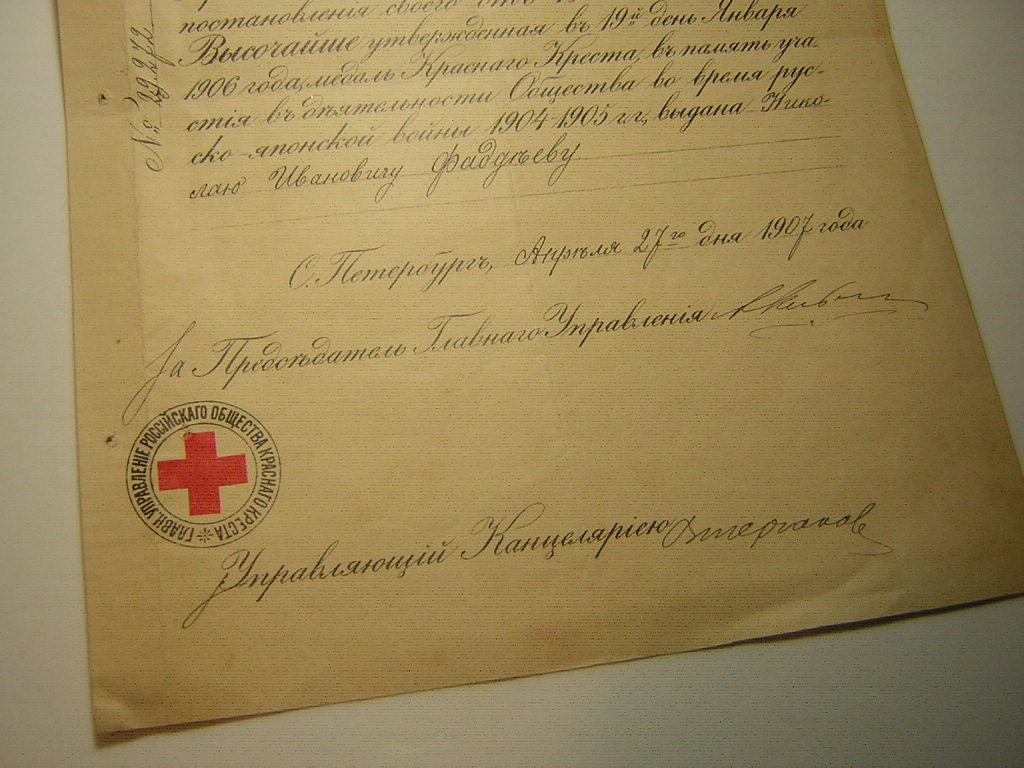 постановленія своего отъ
Высочайше утвержденная въ 19й день Января
1906 года, медаль Краснаго Креста, въ память уча-
стія въ дѣятельности Общества во время рус-
ско-японской войны 1904-1905 г.г., выдана Нико-
лаю Ивановичу Фаддѣеву
№ 29272
С. Петербургъ, Апрѣля 27го дня 1907 года
За Предсѣдатель Главнаго Управленія
ГЛАВН. УПРАВЛЕНІЕ РОССІЙСКАГО ОБЩЕСТВА КРАСНАГО КРЕСТА
Управляющій Канцеляріею